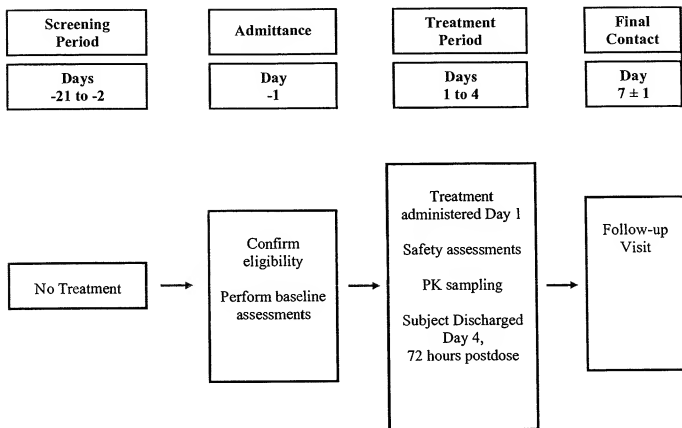 Screening
Period
Admittance
Treatment
Period
Final
Contact
Days
-21 to -2
Day
-1
Days
1 to 4
Day
7 ± 1
No Treatment
Confirm
eligibility
Perform baseline
assessments
Treatment
administered Day 1
Safety assessments
PK sampling
Subject Discharged
Day 4,
72 hours postdose
Follow-up
Visit